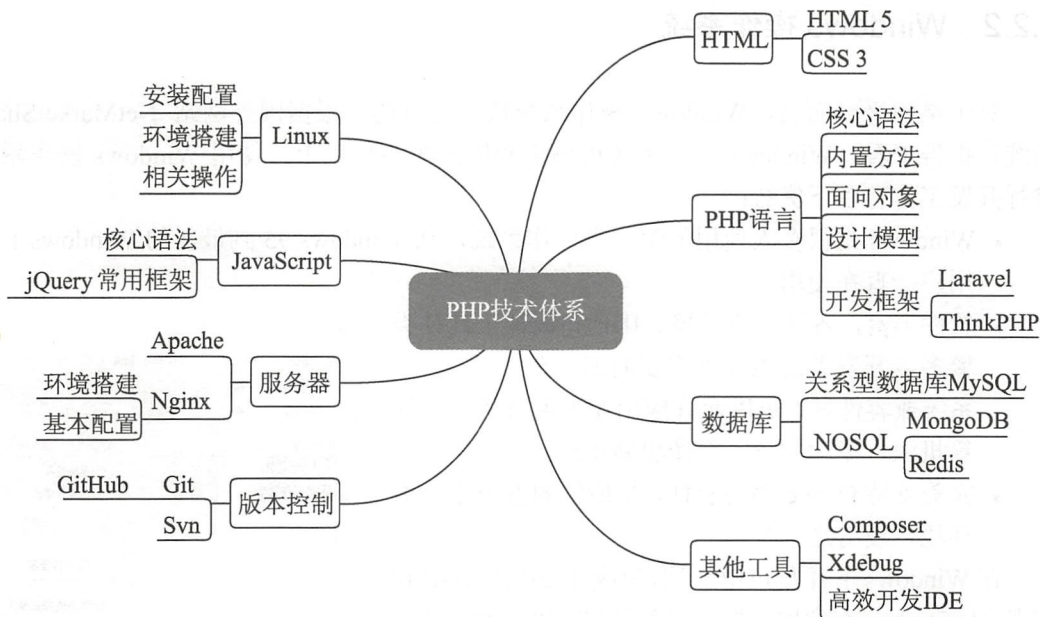 HTML
HTML 5
CSS 3
安装配置
环境搭建
相关操作
Linux
PHP语言
核心语法
内置方法
面向对象
设计模型
开发框架
Laravel
ThinkPHP
核心语法
jQuery 常用框架
JavaScript
PHP技术体系
Apache
Nginx
环境搭建
基本配置
服务器
数据库
关系型数据库MySQL
NOSQL
MongoDB
Redis
GitHub
Git
Svn
版本控制
其他工具
Composer
Xdebug
高效开发IDE